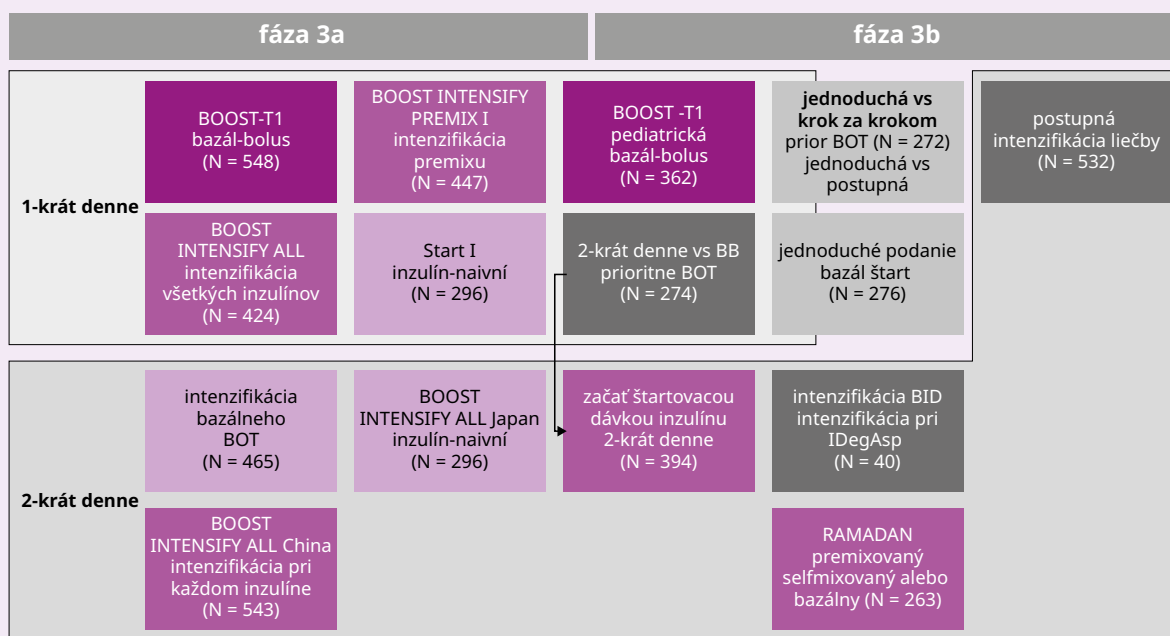 fáza 3a
fáza 3b
1-krát denne
BOOST-T1
bazál-bolus
(N = 548)
BOOST INTENSIFY
PREMIX I
intenzifikácia
premixu
(N = 447)
BOOST -T1
pediatrická
bazál-bolus
(N = 362)
jednoduchá vs
krok za krokom
prior BOT (N = 272)
jednoduchá vs
postupná
postupná
intenzifikácia liečby
(N = 532)
BOOST
INTENSIFY ALL
intenzifikácia
všetkých inzulínov
(N = 424)
Start I
inzulín-naivní
(N = 296)
2-krát denne vs BB
prioritne BOT
(N = 274)
jednoduché podanie
bazál štart
(N = 276)
2-krát denne
intenzifikácia
bazálneho
BOT
(N = 465)
BOOST
INTENSIFY ALL Japan
inzulín-naivní
(N = 296)
začať štartovacou
dávkou inzulínu
2-krát denne
(N = 394)
intenzifikácia BID
intenzifikácia pri
IDegAsp
(N = 40)
BOOST
INTENSIFY ALL China
intenzifikácia pri
každom inzulíne
(N = 543)
RAMADAN
premixovaný
selfmixovaný alebo
bazálny (N = 263)